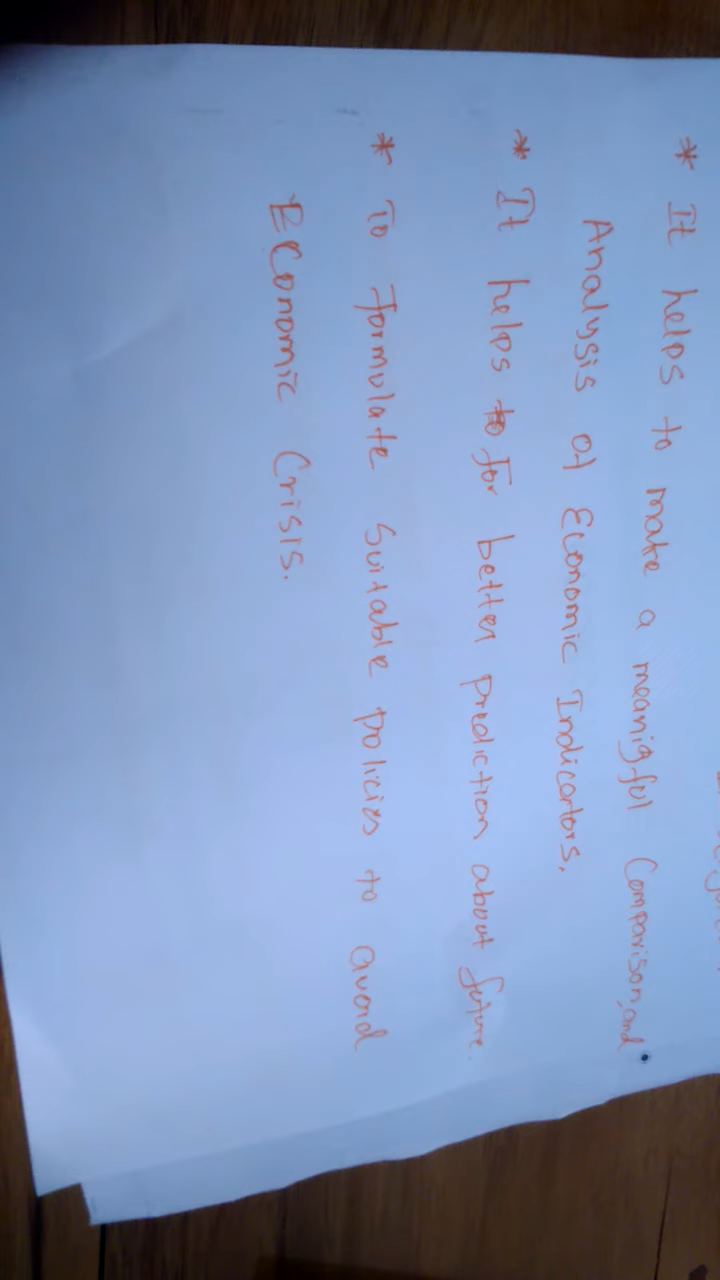 * It helps to make a meanigful Comparison, and
Analysis of Economic Indicators.
* It helps for better prediction about future.
* To formulate suitable policies to avoid
Economic Crisis.